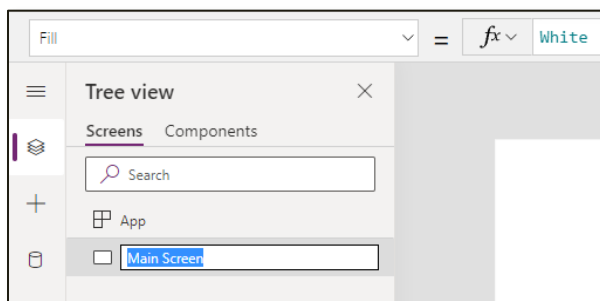 Fill = fx White
Tree view
Screens Components
Search
App
Main Screen